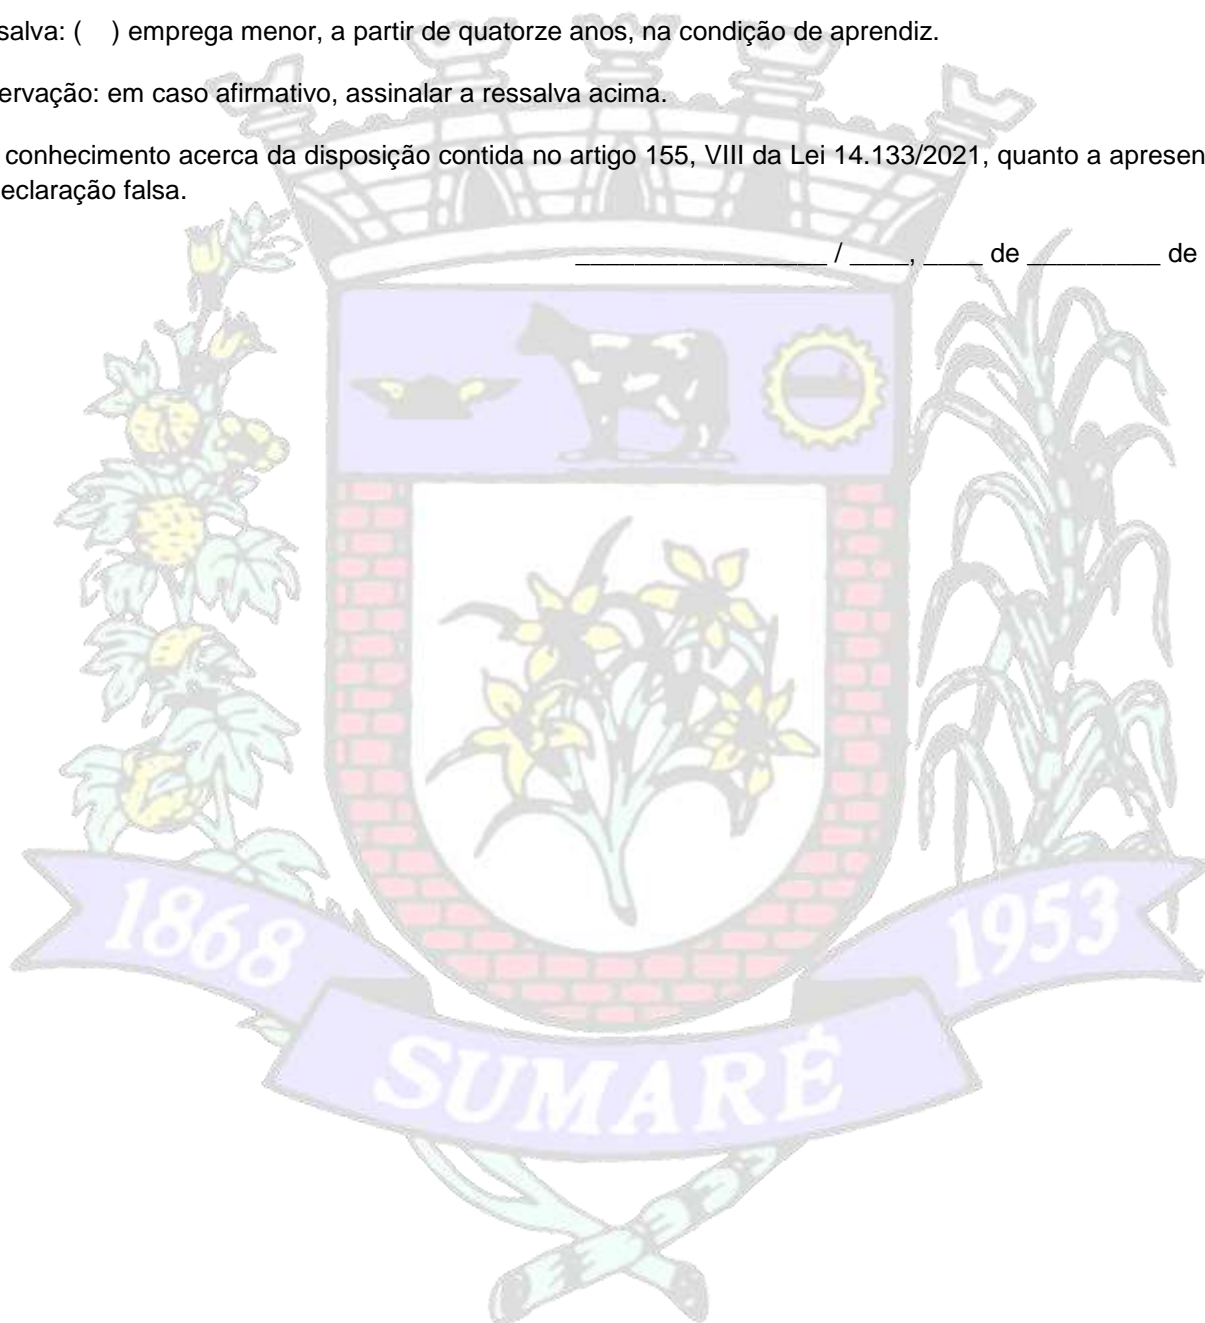 salva: (    ) emprega menor, a partir de quatorze anos, na condição de aprendiz.
ervação: em caso afirmativo, assinalar a ressalva acima.
conhecimento acerca da disposição contida no artigo 155, VIII da Lei 14.133/2021, quanto a apresen
eclaração falsa.
_________________ / ____, ____ de _________ de
1868
1953
SUMARÉ